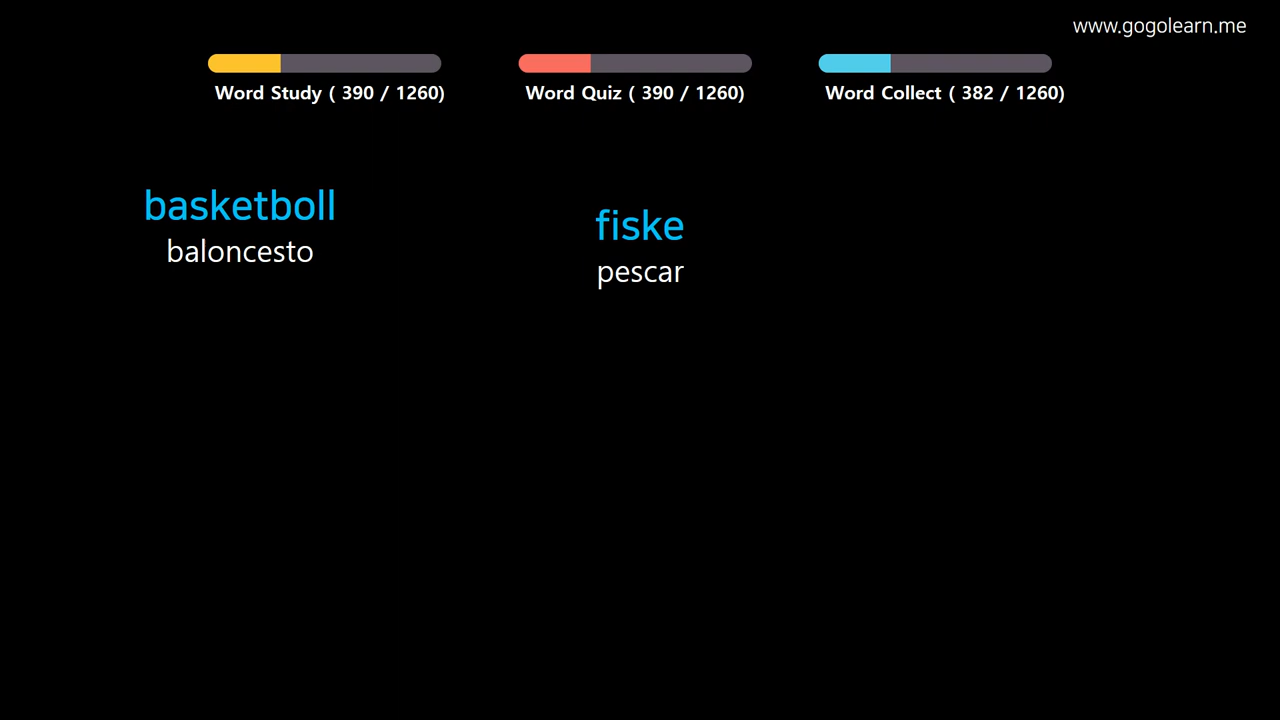 www.gogolearn.me
Word Study ( 390 / 1260)
Word Quiz ( 390 / 1260)
Word Collect ( 382 / 1260)
basketboll
baloncesto
fiske
pescar